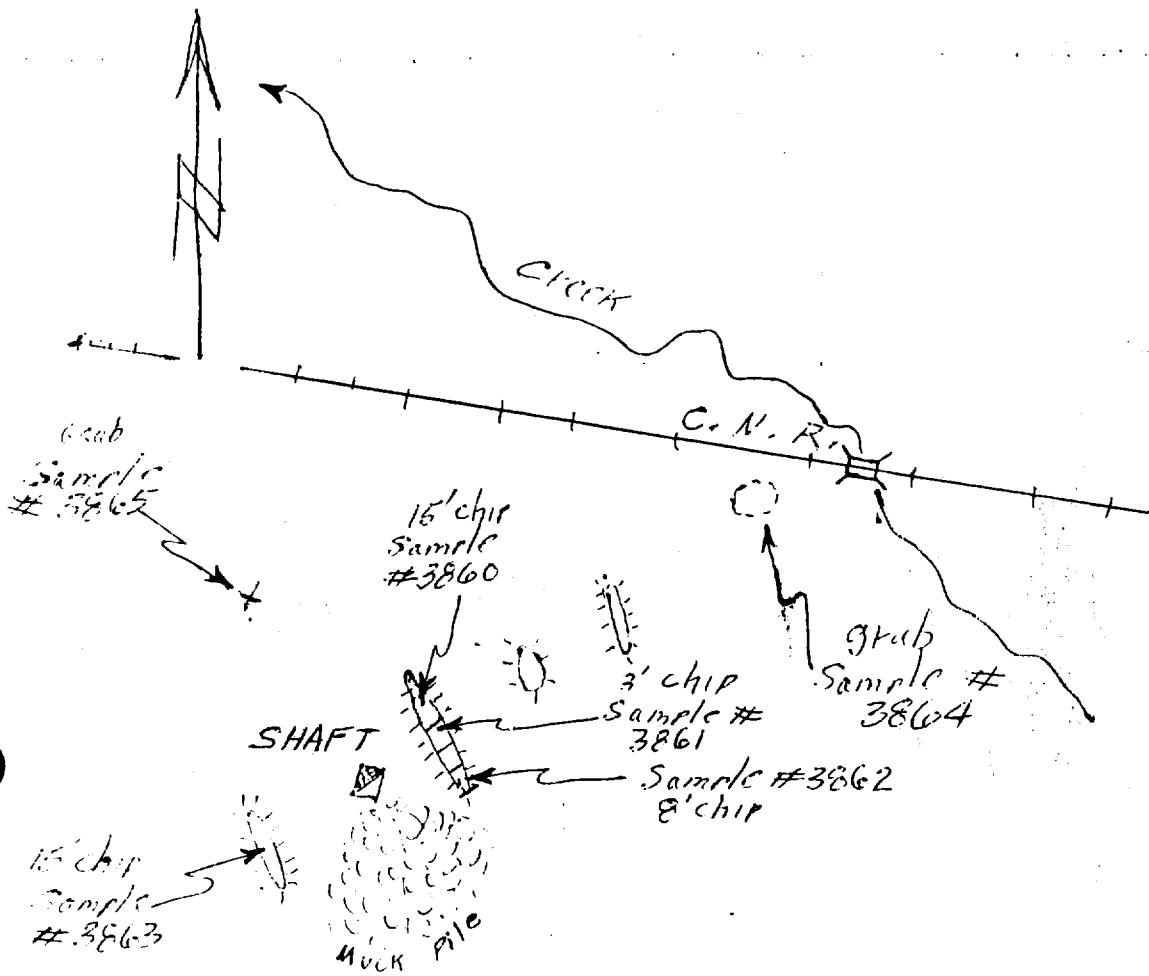 N
Creek
C. N. R.
Grab
Sample
# 3865
15' chip
Sample
#3860
grab
Sample #
3864
3' chip
Sample #
3861
SHAFT
Sample #3862
8' chip
15' chip
Sample
# 3863
Muck Pile